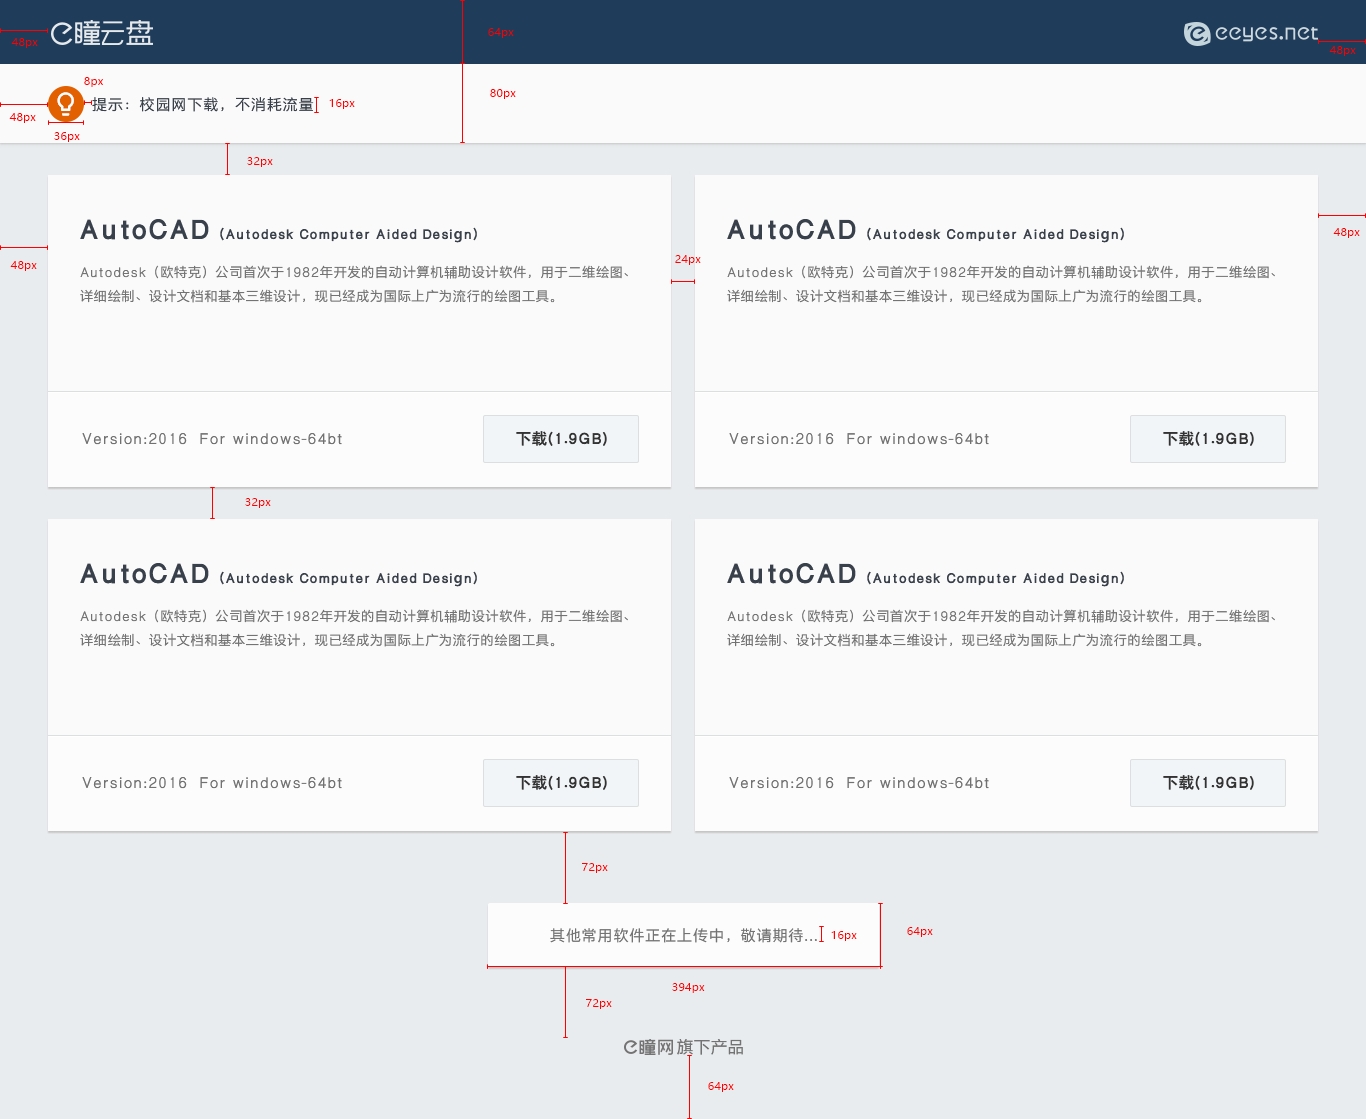 e瞳云盘
64px
eeyes.net
48px
48px
8px
提示：校园网下载，不消耗流量
16px
80px
48px
36px
32px
AutoCAD（Autodesk Computer Aided Design）
Autodesk（欧特克）公司首次于1982年开发的自动计算机辅助设计软件，用于二维绘图、
详细绘制、设计文档和基本三维设计，现已经成为国际上广为流行的绘图工具。
Version:2016 For windows-64bt
下载(1.9GB)
48px
24px
AutoCAD（Autodesk Computer Aided Design）
Autodesk（欧特克）公司首次于1982年开发的自动计算机辅助设计软件，用于二维绘图、
详细绘制、设计文档和基本三维设计，现已经成为国际上广为流行的绘图工具。
Version:2016 For windows-64bt
下载(1.9GB)
48px
32px
AutoCAD（Autodesk Computer Aided Design）
Autodesk（欧特克）公司首次于1982年开发的自动计算机辅助设计软件，用于二维绘图、
详细绘制、设计文档和基本三维设计，现已经成为国际上广为流行的绘图工具。
Version:2016 For windows-64bt
下载(1.9GB)
AutoCAD（Autodesk Computer Aided Design）
Autodesk（欧特克）公司首次于1982年开发的自动计算机辅助设计软件，用于二维绘图、
详细绘制、设计文档和基本三维设计，现已经成为国际上广为流行的绘图工具。
Version:2016 For windows-64bt
下载(1.9GB)
72px
其他常用软件正在上传中，敬请期待...
16px
64px
394px
72px
e瞳网旗下产品
64px